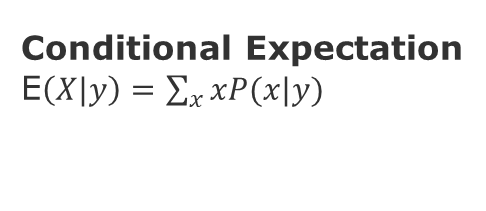 Conditional Expectation
E(X|y) = ∑ₓ xP(x|y)